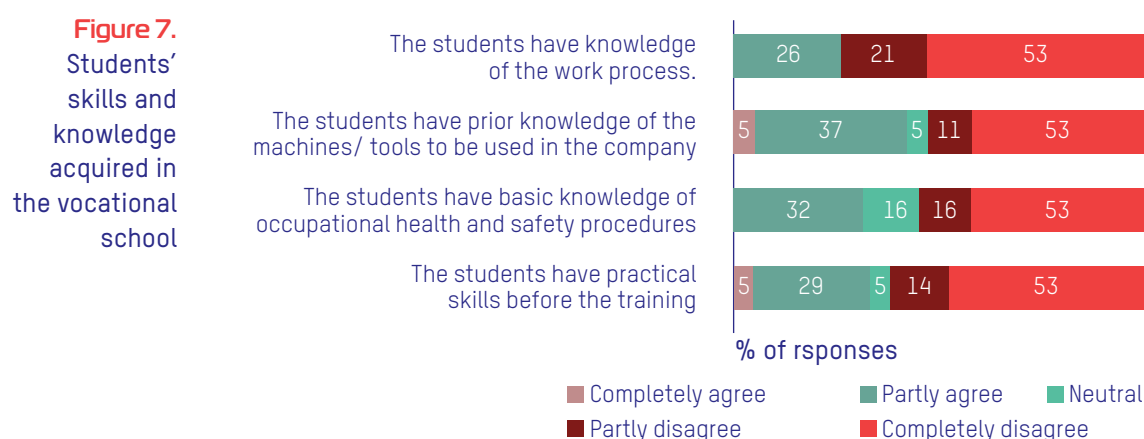 Figure 7.
Students’
skills and
knowledge
acquired in
the vocational
school
The students have knowledge
of the work process.
26 21 53
The students have prior knowledge of the
machines/ tools to be used in the company
5 37 5 11 53
The students have basic knowledge of
occupational health and safety procedures
32 16 16 53
The students have practical
skills before the training
5 29 5 14 53
% of rsponses
Completely agree Partly agree Neutral
Partly disagree Completely disagree